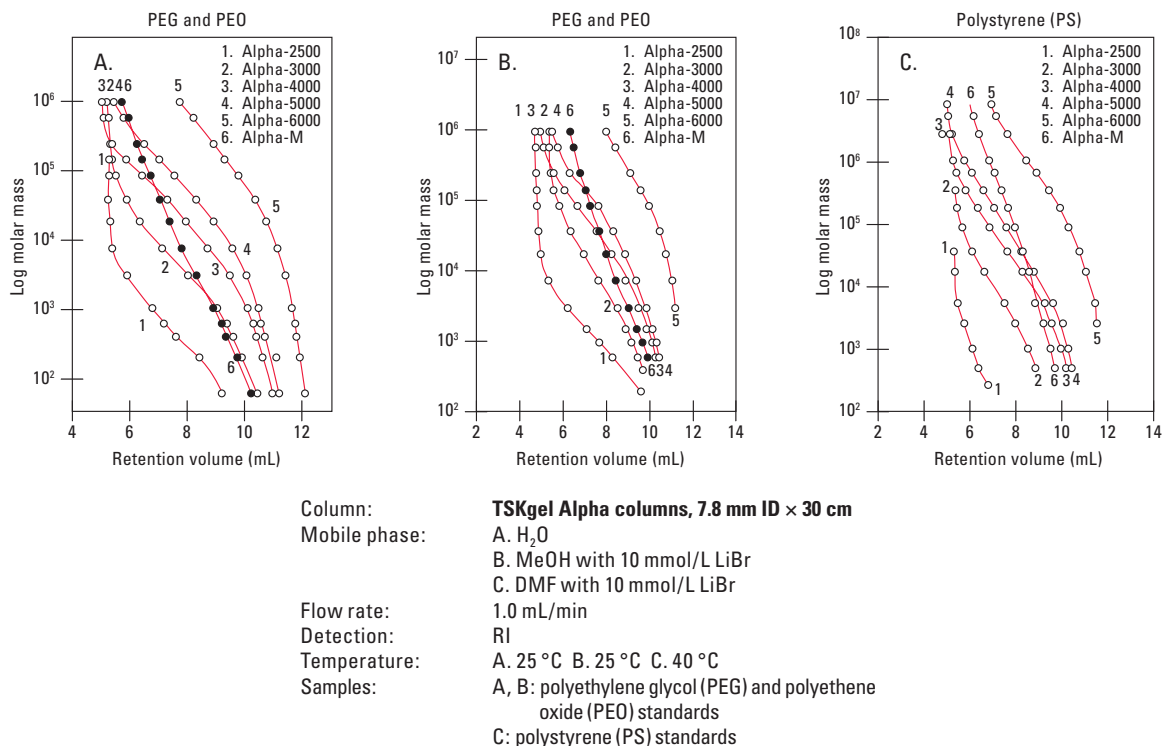 PEG and PEO
A.
1. Alpha-2500
2. Alpha-3000
3. Alpha-4000
4. Alpha-5000
5. Alpha-6000
6. Alpha-M
3246
5
1
5
4
2
3
1
6
10⁶
10⁵
10⁴
10³
10²
Log molar mass
4 6 8 10 12
Retention volume (mL)
PEG and PEO
B.
1. Alpha-2500
2. Alpha-3000
3. Alpha-4000
4. Alpha-5000
5. Alpha-6000
6. Alpha-M
1 3 2 4 6
5
2
5
1
634
10⁷
10⁶
10⁵
10⁴
10³
10²
Log molar mass
2 4 6 8 10 12 14
Retention volume (mL)
Polystyrene (PS)
C.
1. Alpha-2500
2. Alpha-3000
3. Alpha-4000
4. Alpha-5000
5. Alpha-6000
6. Alpha-M
4 6 5
3
2
1
5
1
2 6 3 4
10⁸
10⁷
10⁶
10⁵
10⁴
10³
10²
Log molar mass
2 4 6 8 10 12 14
Retention volume (mL)
Column: TSKgel Alpha columns, 7.8 mm ID × 30 cm
Mobile phase: A. H₂O
B. MeOH with 10 mmol/L LiBr
C. DMF with 10 mmol/L LiBr
Flow rate: 1.0 mL/min
Detection: RI
Temperature: A. 25 °C B. 25 °C C. 40 °C
Samples: A, B: polyethylene glycol (PEG) and polyethene
oxide (PEO) standards
C: polystyrene (PS) standards